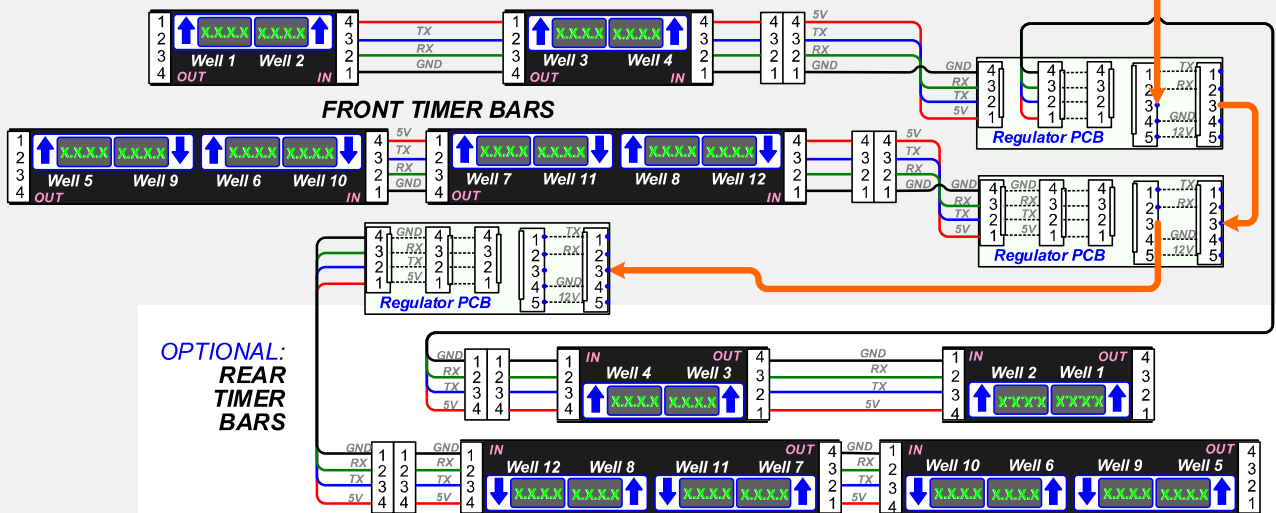 1 X.X.X.X X.X.X.X 4 1 X.X.X.X X.X.X.X 4 4 4 5V
2 3 TX 2 3 3 3 TX
3 Well 1 Well 2 2 RX 3 Well 3 Well 4 2 2 2 RX
4 OUT IN 1 GND 4 OUT IN 1 1 1 GND
GND 4 4 4 1 TX 1
RX 3 3 3 2 RX 2
TX 2 2 2 3 3
5V 1 1 1 4 GND 4
5 12V 5
Regulator PCB
FRONT TIMER BARS
1 X.X.X.X X.X.X.X X.X.X.X X.X.X.X 4 5V 1 X.X.X.X X.X.X.X X.X.X.X X.X.X.X 4 4 4 5V
2 3 TX 2 3 3 3 TX
3 Well 5 Well 9 Well 6 Well 10 2 RX 3 Well 7 Well 11 Well 8 Well 12 2 2 2 RX
4 OUT IN 1 GND 4 OUT IN 1 1 1 GND
GND 4 GND 4 4 1 TX 1
RX 3 RX 3 3 2 RX 2
TX 2 TX 2 2 3 3
5V 1 5V 1 1 4 GND 4
5 12V 5
Regulator PCB
4 GND 4 4 1 TX 1
3 RX 3 3 2 RX 2
2 TX 2 2 3 3
1 5V 1 1 4 GND 4
5 12V 5
Regulator PCB
OPTIONAL:
REAR
TIMER
BARS
GND 1 1 1 IN OUT 4 GND 1 IN OUT 4
RX 2 2 2 Well 4 Well 3 3 RX 2 Well 2 Well 1 3
TX 3 3 3 2 TX 3 2
5V 4 4 4 X.X.X.X X.X.X.X 1 5V 4 X.X.X.X X.X.X.X 1
GND 1 1 GND 1 IN OUT 4 GND 1 IN OUT 4
RX 2 2 RX 2 Well 12 Well 8 Well 11 Well 7 3 RX 2 Well 10 Well 6 Well 9 Well 5 3
TX 3 3 TX 3 2 TX 3 2
5V 4 4 5V 4 X.X.X.X X.X.X.X X.X.X.X X.X.X.X 1 5V 4 X.X.X.X X.X.X.X X.X.X.X X.X.X.X 1